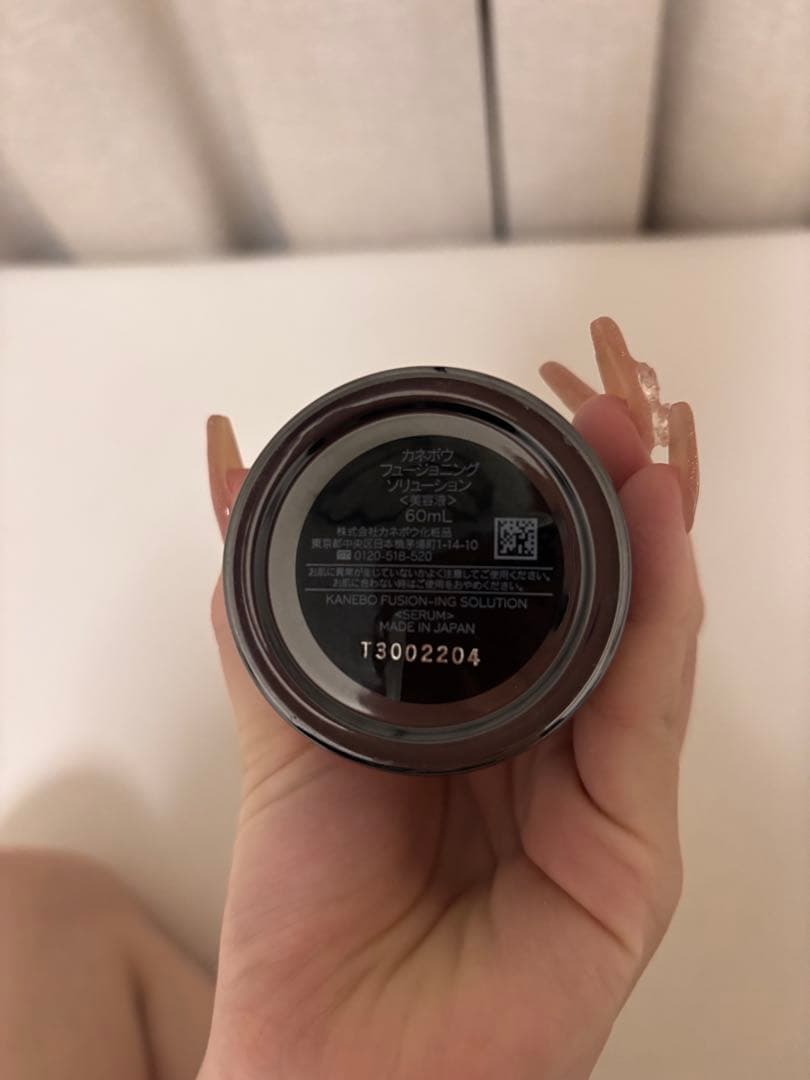 カネボウ
フュージョニング
ソリューション
<美容液>
60mL
株式会社カネボウ化粧品
東京都中央区日本橋茅場町1-14-10
0120-518-520
お肌に異常が生じていないかよく注意してご使用ください。
お肌に合わない時はご使用をおやめください。
KANEBO FUSION-ING SOLUTION
<SERUM>
MADE IN JAPAN
T3002204